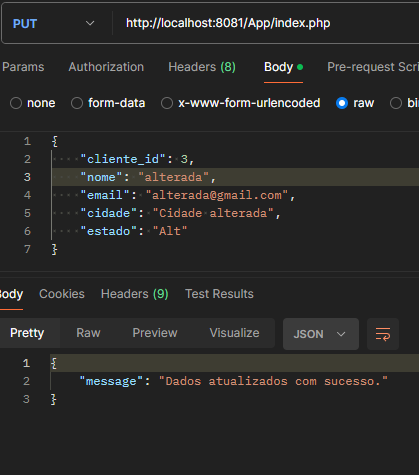 PUT http://localhost:8081/App/index.php
Params Authorization Headers (8) Body Pre-request Scri
none form-data x-www-form-urlencoded raw bi
1 {
2 "cliente_id": 3,
3 "nome": "alterada",
4 "email": "alterada@gmail.com",
5 "cidade": "Cidade alterada",
6 "estado": "Alt"
7 }
Body Cookies Headers (9) Test Results
Pretty Raw Preview Visualize JSON
1 {
2 "message": "Dados atualizados com sucesso."
3 }